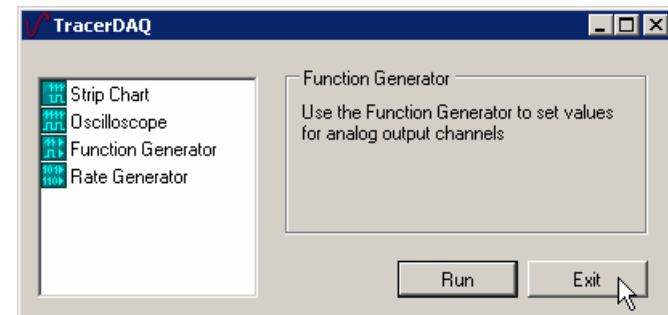 TracerDAQ
Strip Chart
Oscilloscope
Function Generator
Rate Generator
Function Generator
Use the Function Generator to set values
for analog output channels
Run
Exit